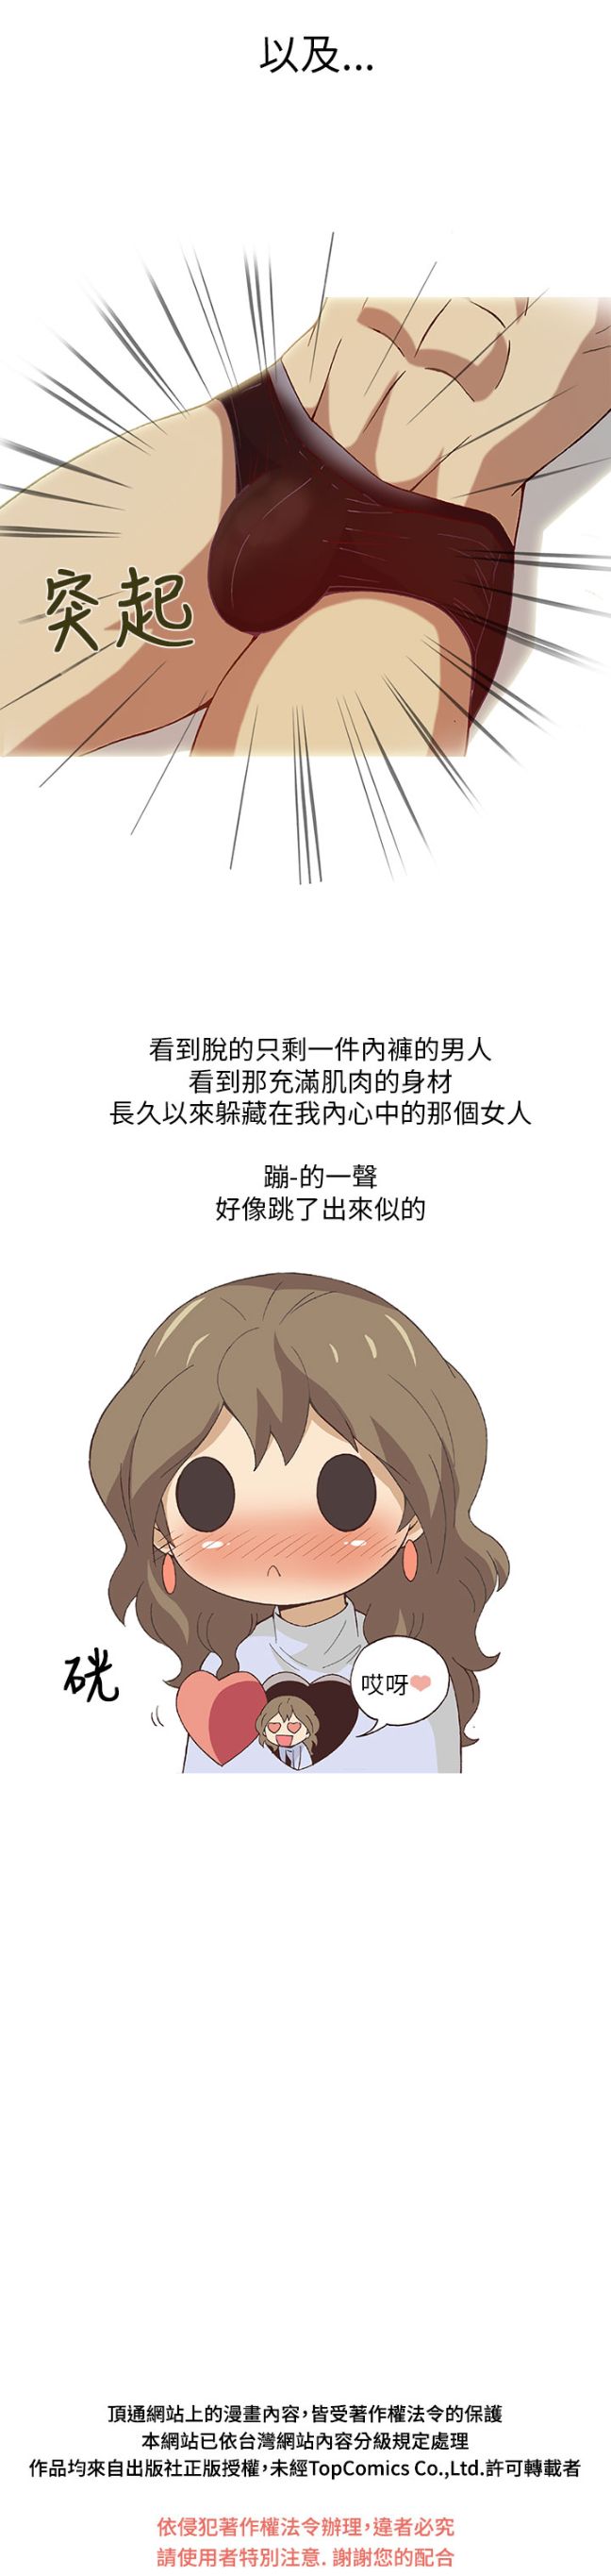 以及...
突起
看到脫的只剩一件內褲的男人
看到那充滿肌肉的身材
長久以來躲藏在我內心中的那個女人
蹦-的一聲
好像跳了出來似的
哎呀❤
硄
頂通網站上的漫畫內容,皆受著作權法令的保護
本網站已依台灣網站內容分級規定處理
作品均來自出版社正版授權,未經TopComics Co.,Ltd.許可轉載者
依侵犯著作權法令辦理,違者必究
請使用者特別注意. 謝謝您的配合